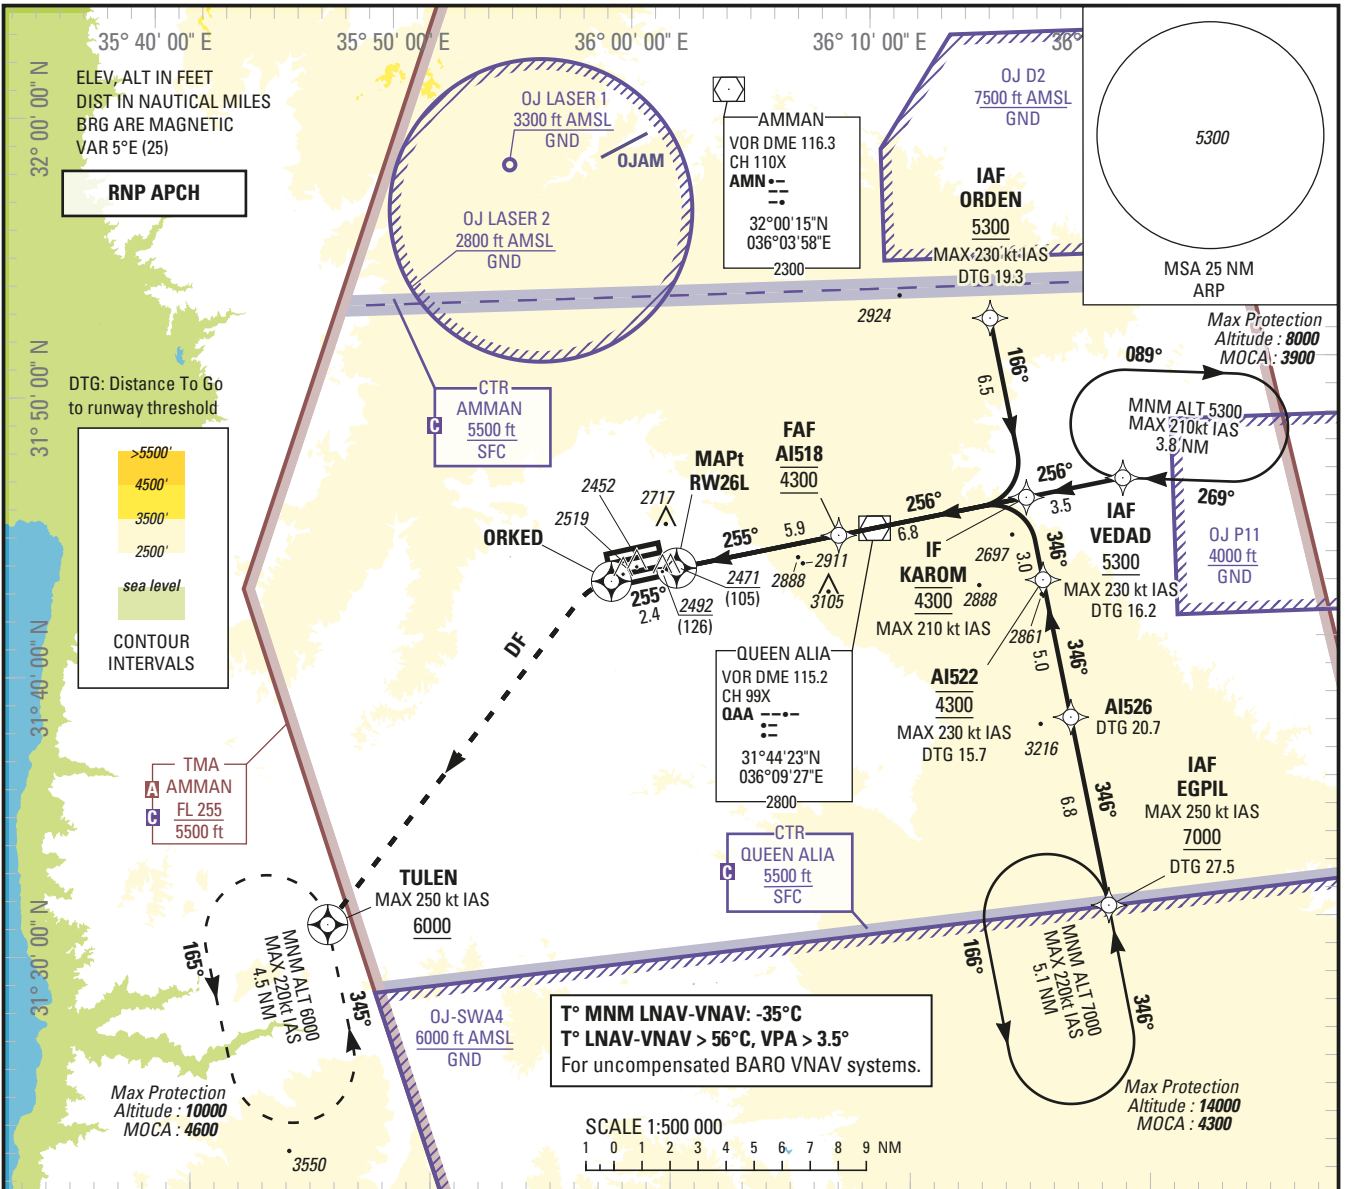 35° 40' 00" E
35° 50' 00" E
36° 00' 00" E
36° 10' 00" E
36°
32° 00' 00" N
31° 50' 00" N
31° 40' 00" N
31° 30' 00" N
ELEV, ALT IN FEET
DIST IN NAUTICAL MILES
BRG ARE MAGNETIC
VAR 5°E (25)
RNP APCH
OJ LASER 1
3300 ft AMSL
GND
OJAM
OJ LASER 2
2800 ft AMSL
GND
AMMAN
VOR DME 116.3
CH 110X
AMN
32°00'15"N
036°03'58"E
2300
OJ D2
7500 ft AMSL
GND
IAF
ORDEN
5300
MAX 230 kt IAS
DTG 19.3
5300
MSA 25 NM
ARP
2924
Max Protection
Altitude : 8000
MOCA : 3900
089°
MNM ALT 5300
MAX 210kt IAS
3.8 NM
269°
166°
6.5
DTG: Distance To Go
to runway threshold
>5500'
4500'
3500'
2500'
sea level
CONTOUR
INTERVALS
CTR
AMMAN
C
5500 ft
SFC
FAF
AI518
4300
MAPt
RW26L
256°
3.5
256°
6.8
5.9
255°
2452
2519
2717
ORKED
2471
(105)
2492
(126)
255°
2.4
2911
2888
3105
IF
KAROM
4300
MAX 210 kt IAS
2697
2888
3.0
346°
2861
IAF
VEDAD
5300
MAX 230 kt IAS
DTG 16.2
OJ P11
4000 ft
GND
DF
QUEEN ALIA
VOR DME 115.2
CH 99X
QAA
31°44'23"N
036°09'27"E
2800
AI522
4300
MAX 230 kt IAS
DTG 15.7
5.0
346°
3216
AI526
DTG 20.7
6.8
346°
IAF
EGPIL
MAX 250 kt IAS
7000
DTG 27.5
TMA
A
AMMAN
C
FL 255
5500 ft
CTR
QUEEN ALIA
C
5500 ft
SFC
TULEN
MAX 250 kt IAS
6000
165°
MNM ALT 6000
MAX 220kt IAS
4.5 NM
345°
166°
MNM ALT 7000
MAX 220kt IAS
5.1 NM
346°
OJ-SWA4
6000 ft AMSL
GND
T° MNM LNAV-VNAV: -35°C
T° LNAV-VNAV > 56°C, VPA > 3.5°
For uncompensated BARO VNAV systems.
Max Protection
Altitude : 10000
MOCA : 4600
3550
Max Protection
Altitude : 14000
MOCA : 4300
SCALE 1:500 000
1 0 1 2 3 4 5 6 7 8 9 NM